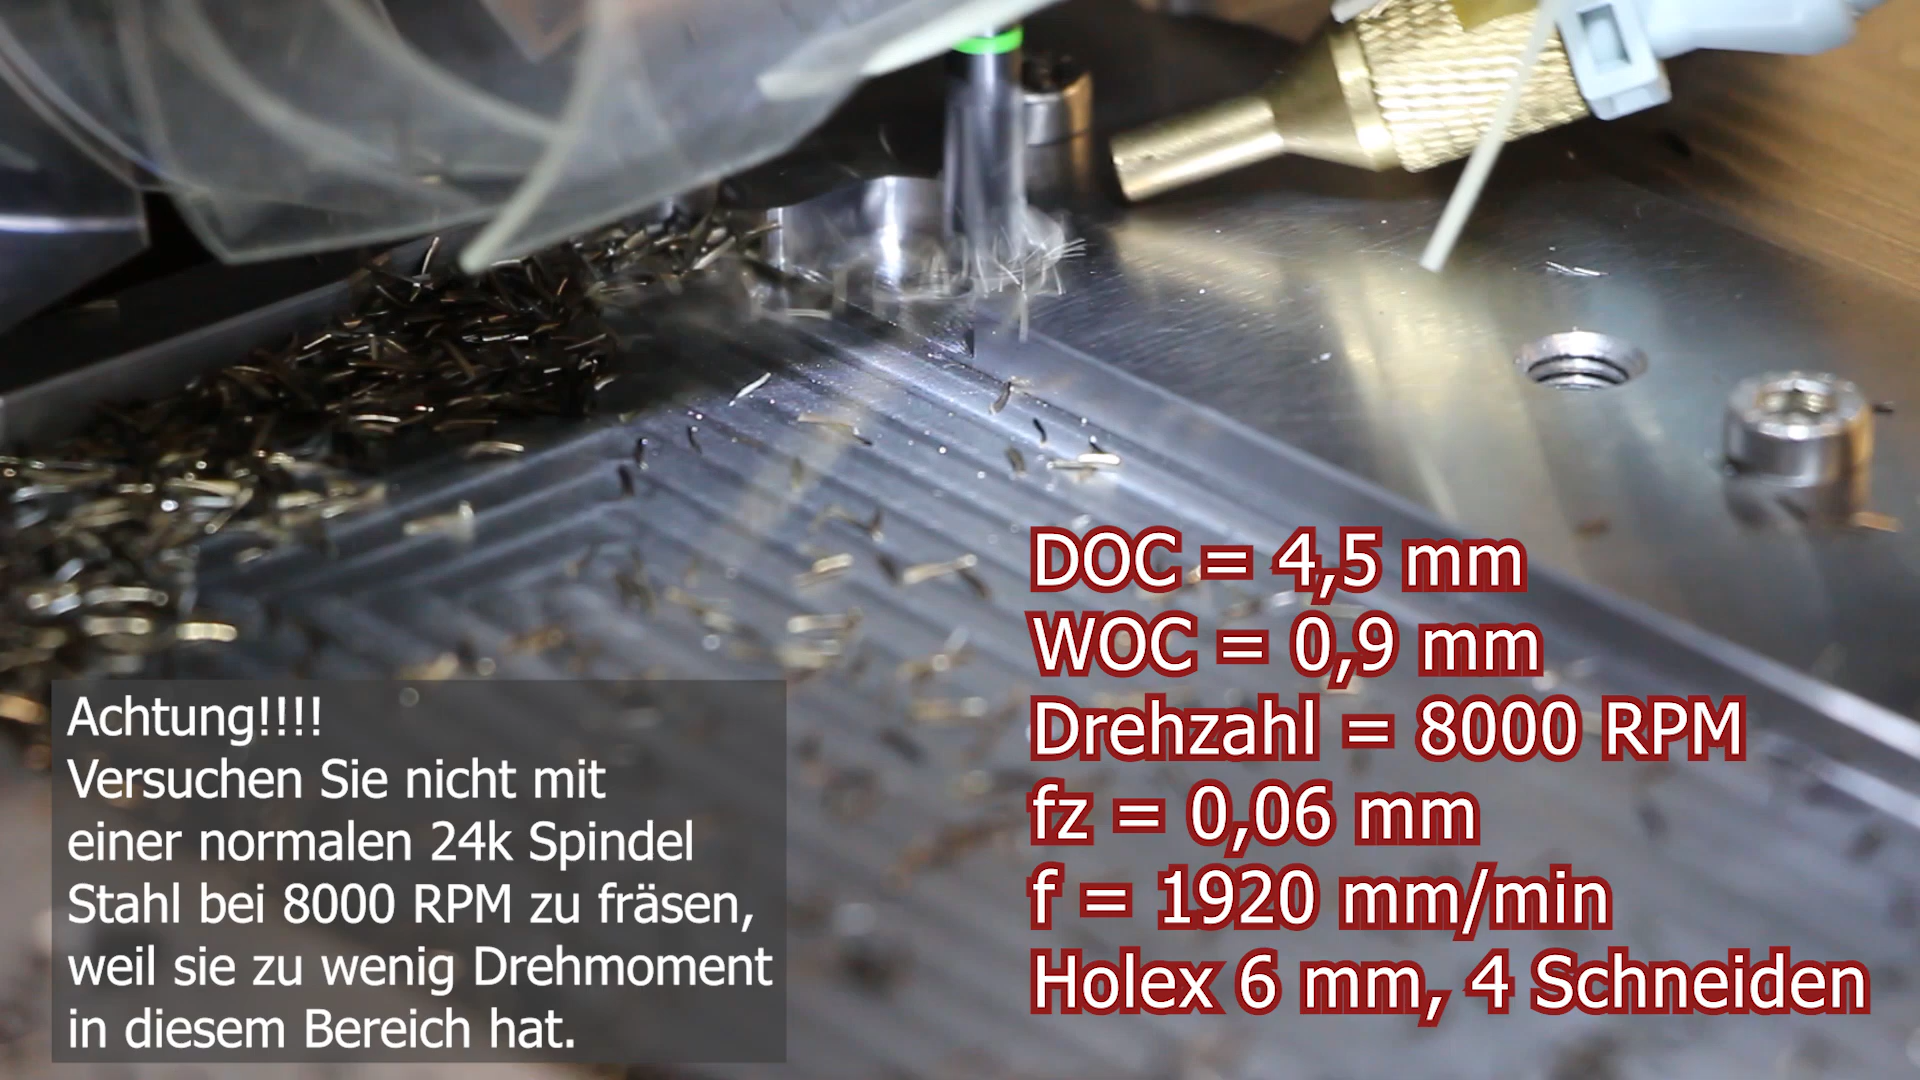 Achtung!!!!
Versuchen Sie nicht mit
einer normalen 24k Spindel
Stahl bei 8000 RPM zu fräsen,
weil sie zu wenig Drehmoment
in diesem Bereich hat.
DOC = 4,5 mm
WOC = 0,9 mm
Drehzahl = 8000 RPM
fz = 0,06 mm
f = 1920 mm/min
Holex 6 mm, 4 Schneiden